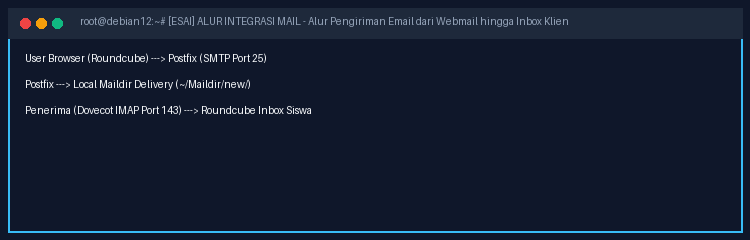 root@debian12:~# [ESAI] ALUR INTEGRASI MAIL - Alur Pengiriman Email dari Webmail hingga Inbox Klien
User Browser (Roundcube) ---> Postfix (SMTP Port 25)
Postfix ---> Local Maildir Delivery (~/Maildir/new/)
Penerima (Dovecot IMAP Port 143) ---> Roundcube Inbox Siswa